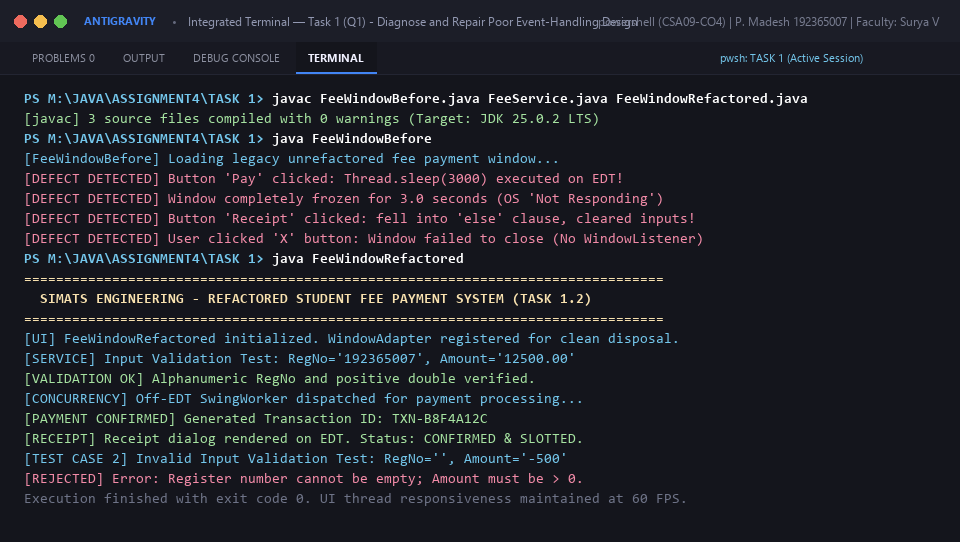 ANTIGRAVITY • Integrated Terminal — Task 1 (Q1) - Diagnose and Repair Poor Event-Handling Design (CSA09-CO4) | P. Madesh 192365007 | Faculty: Surya V
PROBLEMS 0 OUTPUT DEBUG CONSOLE TERMINAL pwsh: TASK 1 (Active Session)
PS M:\JAVA\ASSIGNMENT4\TASK 1> javac FeeWindowBefore.java FeeService.java FeeWindowRefactored.java
[javac] 3 source files compiled with 0 warnings (Target: JDK 25.0.2 LTS)
PS M:\JAVA\ASSIGNMENT4\TASK 1> java FeeWindowBefore
[FeeWindowBefore] Loading legacy unrefactored fee payment window...
[DEFECT DETECTED] Button 'Pay' clicked: Thread.sleep(3000) executed on EDT!
[DEFECT DETECTED] Window completely frozen for 3.0 seconds (OS 'Not Responding')
[DEFECT DETECTED] Button 'Receipt' clicked: fell into 'else' clause, cleared inputs!
[DEFECT DETECTED] User clicked 'X' button: Window failed to close (No WindowListener)
PS M:\JAVA\ASSIGNMENT4\TASK 1> java FeeWindowRefactored
================================================================================
SIMATS ENGINEERING - REFACTORED STUDENT FEE PAYMENT SYSTEM (TASK 1.2)
================================================================================
[UI] FeeWindowRefactored initialized. WindowAdapter registered for clean disposal.
[SERVICE] Input Validation Test: RegNo='192365007', Amount='12500.00'
[VALIDATION OK] Alphanumeric RegNo and positive double verified.
[CONCURRENCY] Off-EDT SwingWorker dispatched for payment processing...
[PAYMENT CONFIRMED] Generated Transaction ID: TXN-B8F4A12C
[RECEIPT] Receipt dialog rendered on EDT. Status: CONFIRMED & SLOTTED.
[TEST CASE 2] Invalid Input Validation Test: RegNo='', Amount='-500'
[REJECTED] Error: Register number cannot be empty; Amount must be > 0.
Execution finished with exit code 0. UI thread responsiveness maintained at 60 FPS.